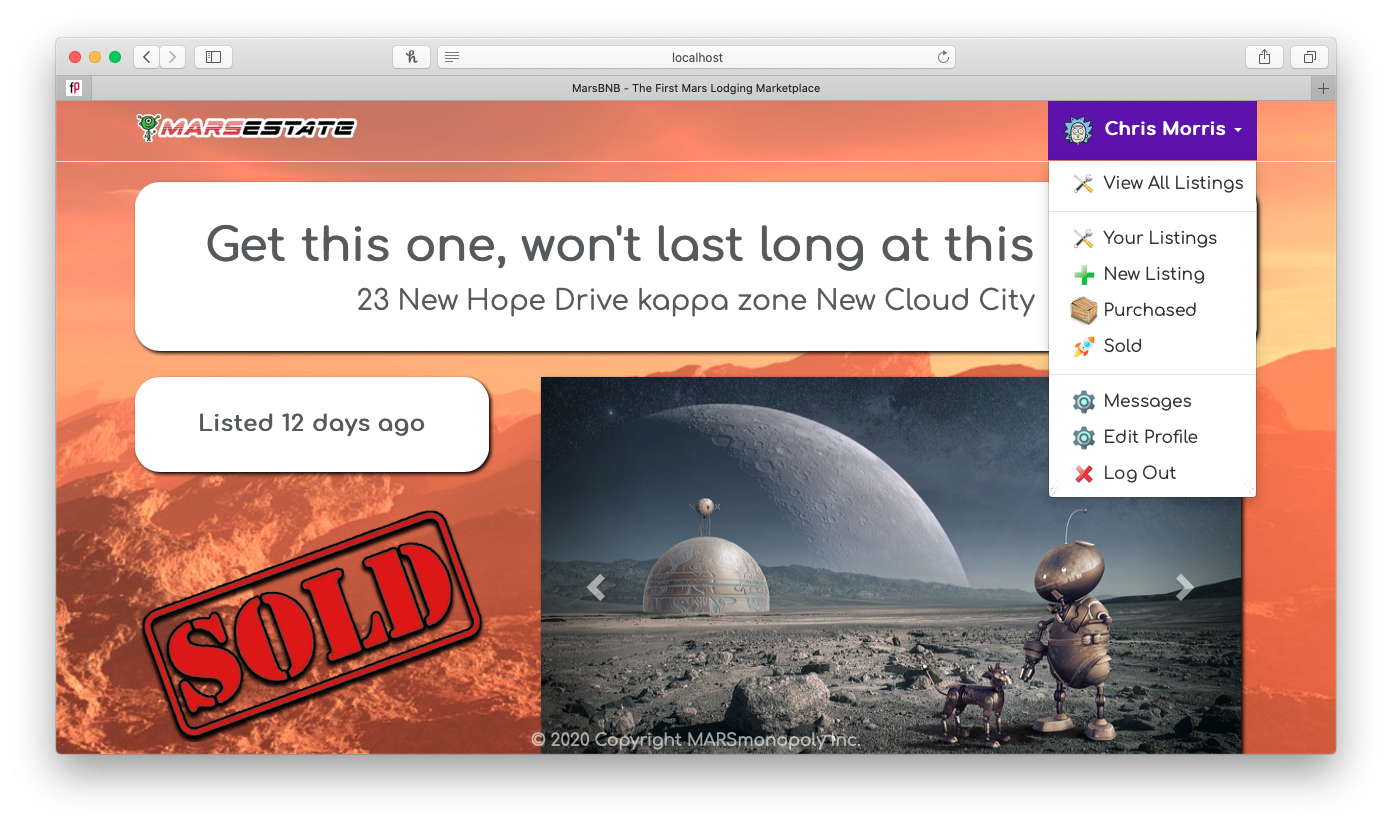 localhost
fp
MarsBNB - The First Mars Lodging Marketplace
MARSESTATE
Chris Morris
View All Listings
Your Listings
New Listing
Purchased
Sold
Messages
Edit Profile
Log Out
Get this one, won't last long at this
23 New Hope Drive kappa zone New Cloud City
Listed 12 days ago
SOLD
© 2020 Copyright MARSmonopoly Inc.